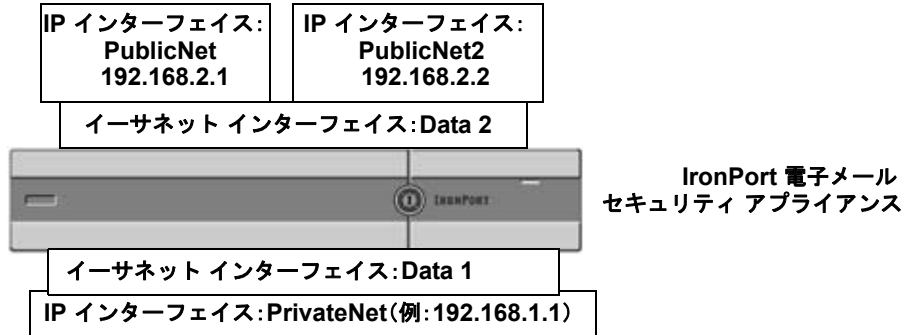 IP インターフェイス:
PublicNet
192.168.2.1
IP インターフェイス:
PublicNet2
192.168.2.2
イーサネット インターフェイス:Data 2
IRONPORT
IronPort 電子メール
セキュリティ アプライアンス
イーサネット インターフェイス:Data 1
IP インターフェイス:PrivateNet(例:192.168.1.1)